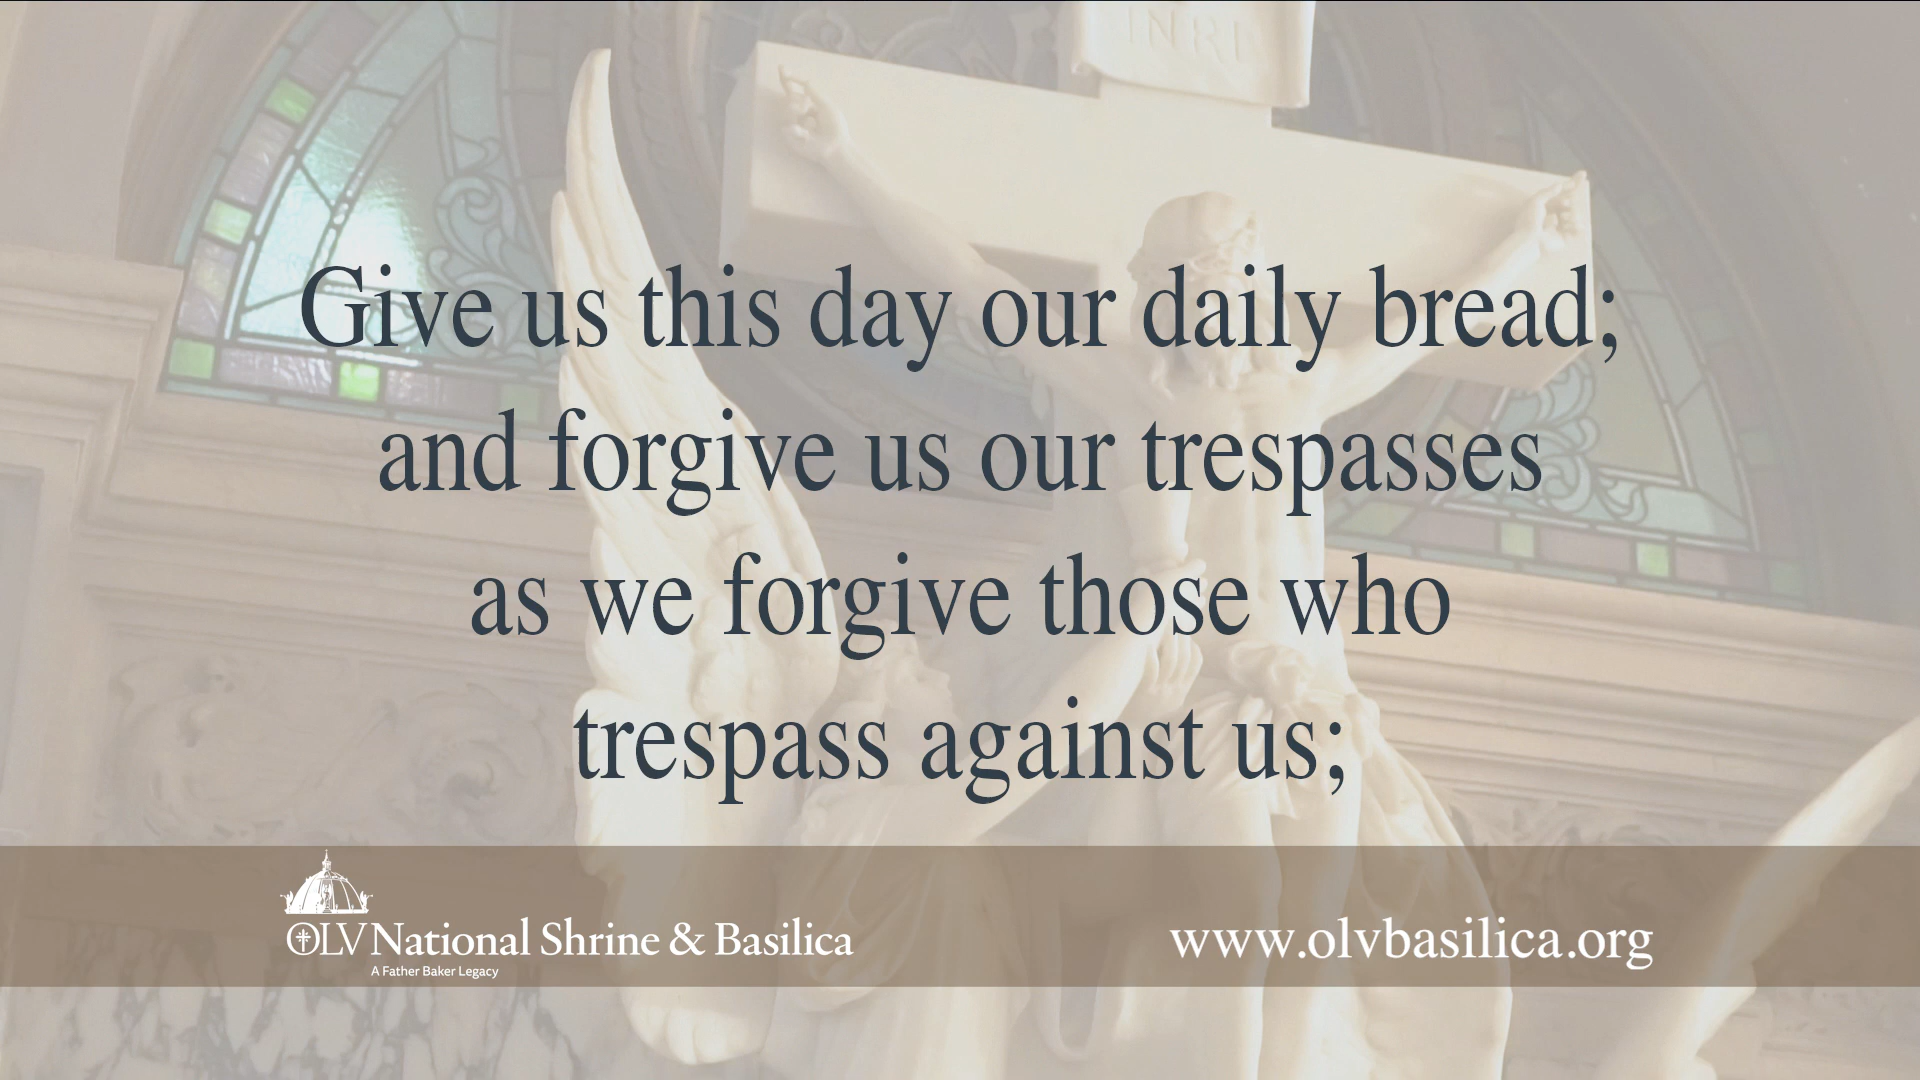 INRI
Give us this day our daily bread;
and forgive us our trespasses
as we forgive those who
trespass against us;
OLV National Shrine & Basilica
A Father Baker Legacy
www.olvbasilica.org